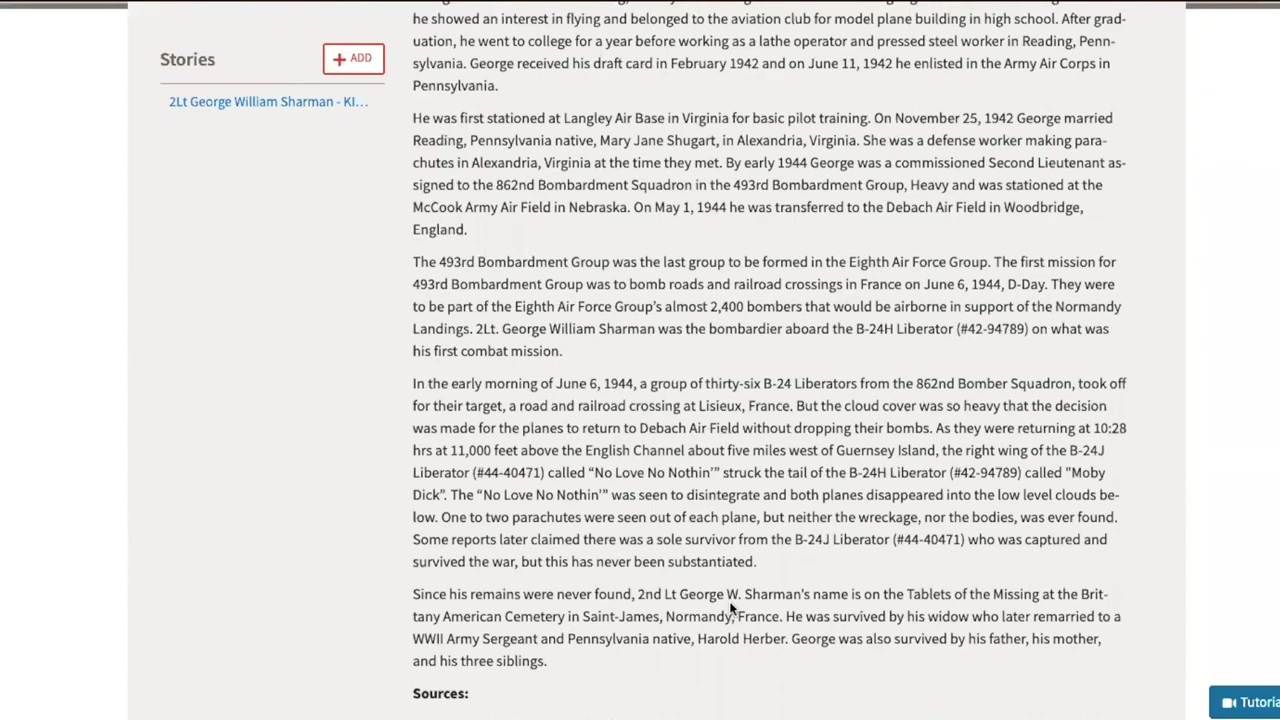 he showed an interest in flying and belonged to the aviation club for model plane building in high school. After grad-
uation, he went to college for a year before working as a lathe operator and pressed steel worker in Reading, Penn-
sylvania. George received his draft card in February 1942 and on June 11, 1942 he enlisted in the Army Air Corps in
Pennsylvania.
Stories
+ ADD
2Lt George William Sharman - KI...
He was first stationed at Langley Air Base in Virginia for basic pilot training. On November 25, 1942 George married
Reading, Pennsylvania native, Mary Jane Shugart, in Alexandria, Virginia. She was a defense worker making para-
chutes in Alexandria, Virginia at the time they met. By early 1944 George was a commissioned Second Lieutenant as-
signed to the 862nd Bombardment Squadron in the 493rd Bombardment Group, Heavy and was stationed at the
McCook Army Air Field in Nebraska. On May 1, 1944 he was transferred to the Debach Air Field in Woodbridge,
England.
The 493rd Bombardment Group was the last group to be formed in the Eighth Air Force Group. The first mission for
493rd Bombardment Group was to bomb roads and railroad crossings in France on June 6, 1944, D-Day. They were
to be part of the Eighth Air Force Group’s almost 2,400 bombers that would be airborne in support of the Normandy
Landings. 2Lt. George William Sharman was the bombardier aboard the B-24H Liberator (#42-94789) on what was
his first combat mission.
In the early morning of June 6, 1944, a group of thirty-six B-24 Liberators from the 862nd Bomber Squadron, took off
for their target, a road and railroad crossing at Lisieux, France. But the cloud cover was so heavy that the decision
was made for the planes to return to Debach Air Field without dropping their bombs. As they were returning at 10:28
hrs at 11,000 feet above the English Channel about five miles west of Guernsey Island, the right wing of the B-24J
Liberator (#44-40471) called “No Love No Nothin’” struck the tail of the B-24H Liberator (#42-94789) called "Moby
Dick”. The “No Love No Nothin’” was seen to disintegrate and both planes disappeared into the low level clouds be-
low. One to two parachutes were seen out of each plane, but neither the wreckage, nor the bodies, was ever found.
Some reports later claimed there was a sole survivor from the B-24J Liberator (#44-40471) who was captured and
survived the war, but this has never been substantiated.
Since his remains were never found, 2nd Lt George W. Sharman’s name is on the Tablets of the Missing at the Brit-
tany American Cemetery in Saint-James, Normandy, France. He was survived by his widow who later remarried to a
WWII Army Sergeant and Pennsylvania native, Harold Herber. George was also survived by his father, his mother,
and his three siblings.
Sources:
Tutoria